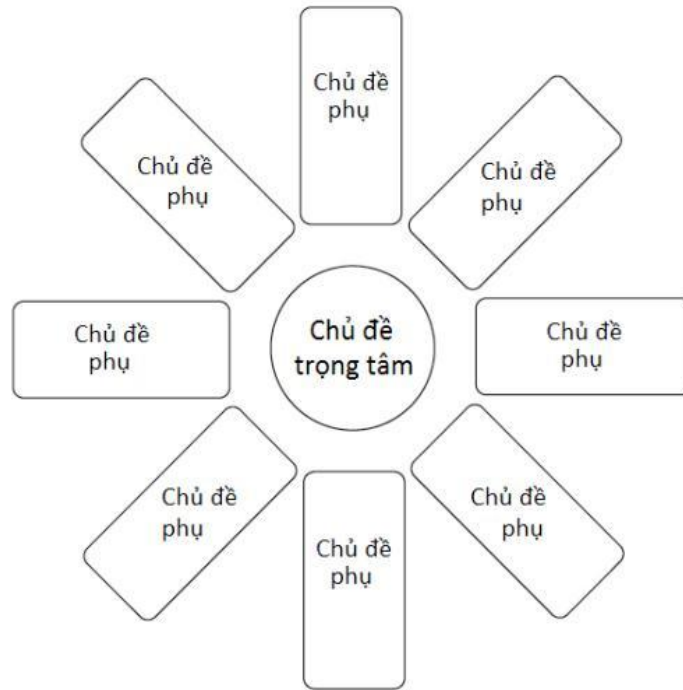 Chủ đề
phụ
Chủ đề
phụ
Chủ đề
phụ
Chủ đề
phụ
Chủ đề
trọng tâm
Chủ đề
phụ
Chủ đề
phụ
Chủ đề
phụ
Chủ đề
phụ